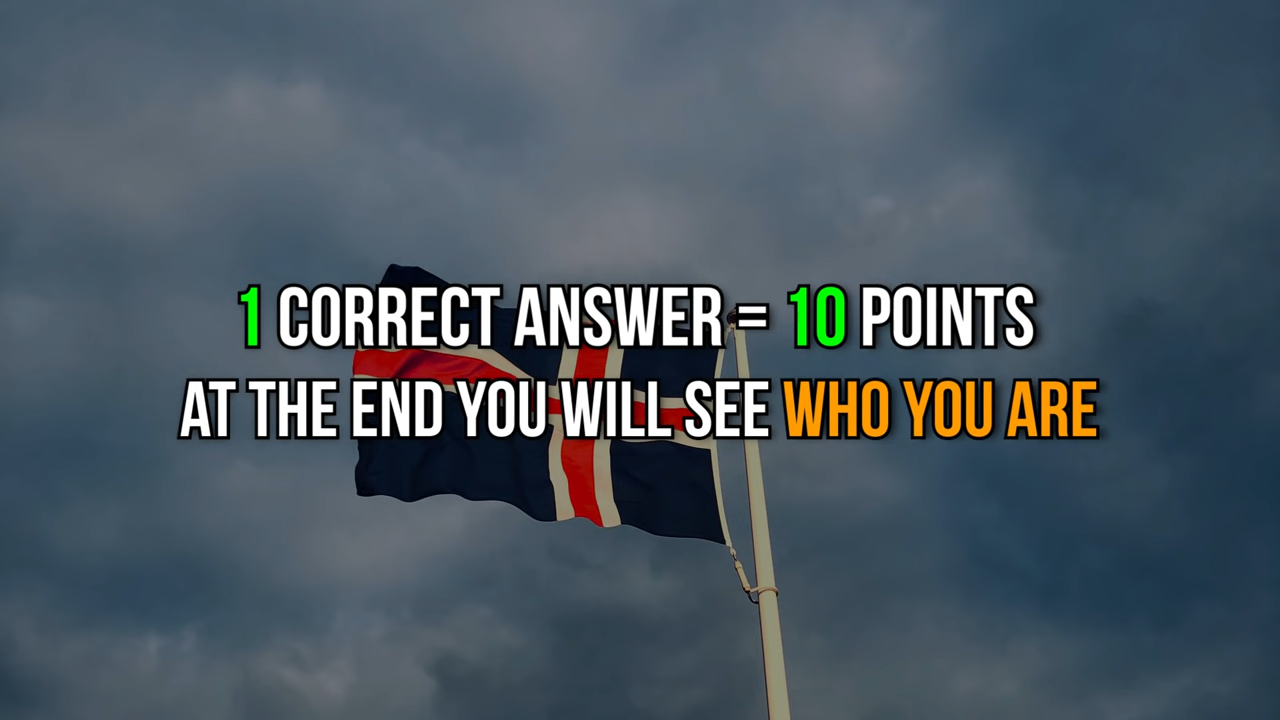 1 CORRECT ANSWER = 10 POINTS
AT THE END YOU WILL SEE WHO YOU ARE